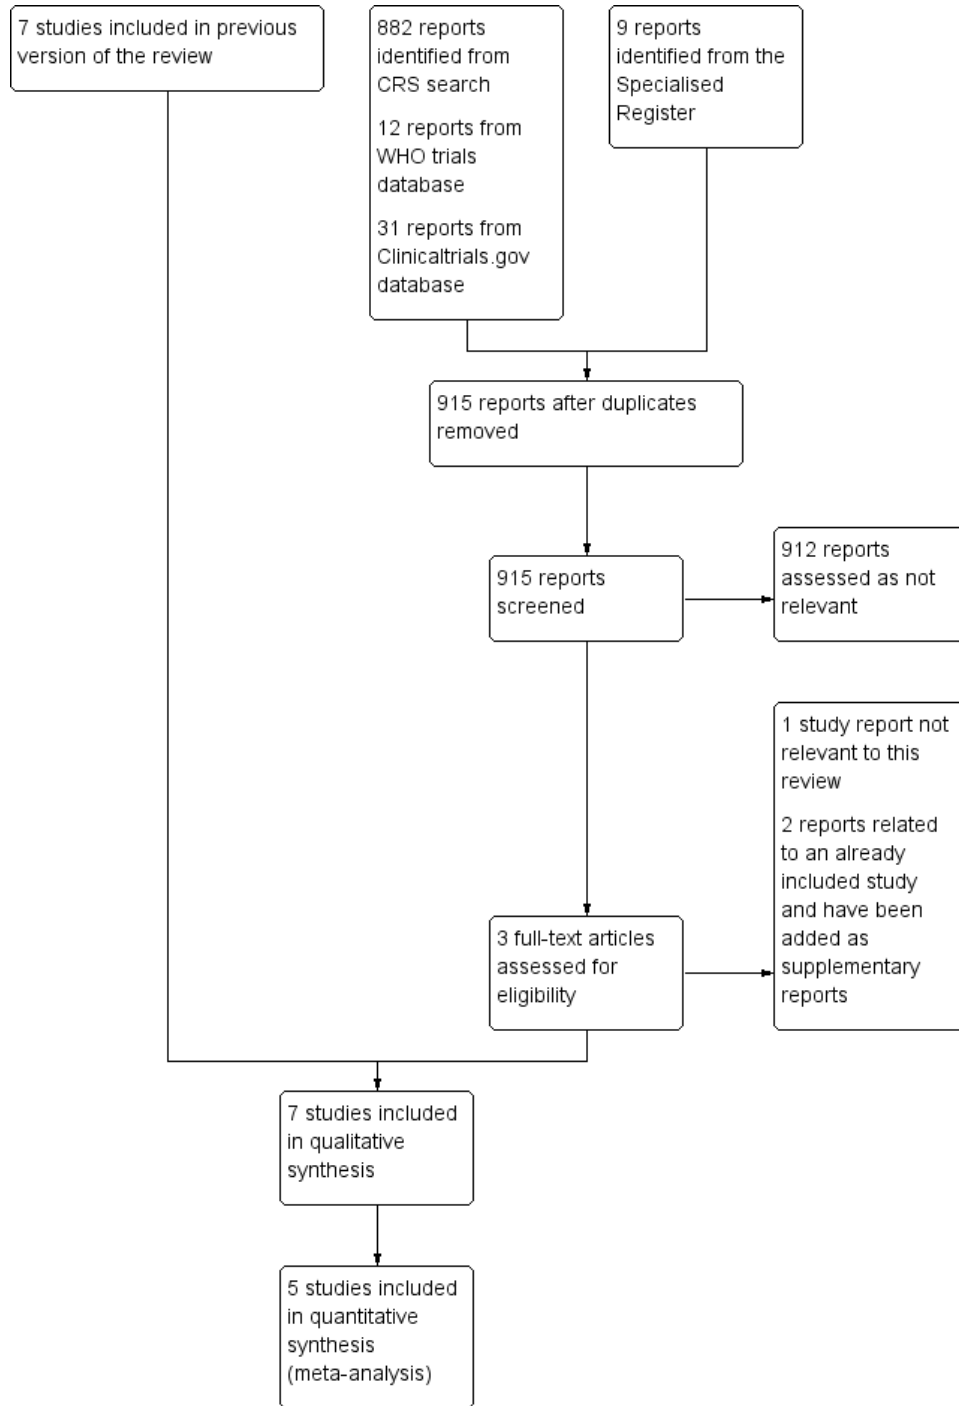 7 studies included in previous
version of the review
882 reports
identified from
CRS search
12 reports from
WHO trials
database
31 reports from
Clinicaltrials.gov
database
9 reports
identified from the
Specialised
Register
915 reports after duplicates
removed
915 reports
screened
912 reports
assessed as not
relevant
3 full-text articles
assessed for
eligibility
1 study report not
relevant to this
review
2 reports related
to an already
included study
and have been
added as
supplementary
reports
7 studies included
in qualitative
synthesis
5 studies included
in quantitative
synthesis
(meta-analysis)